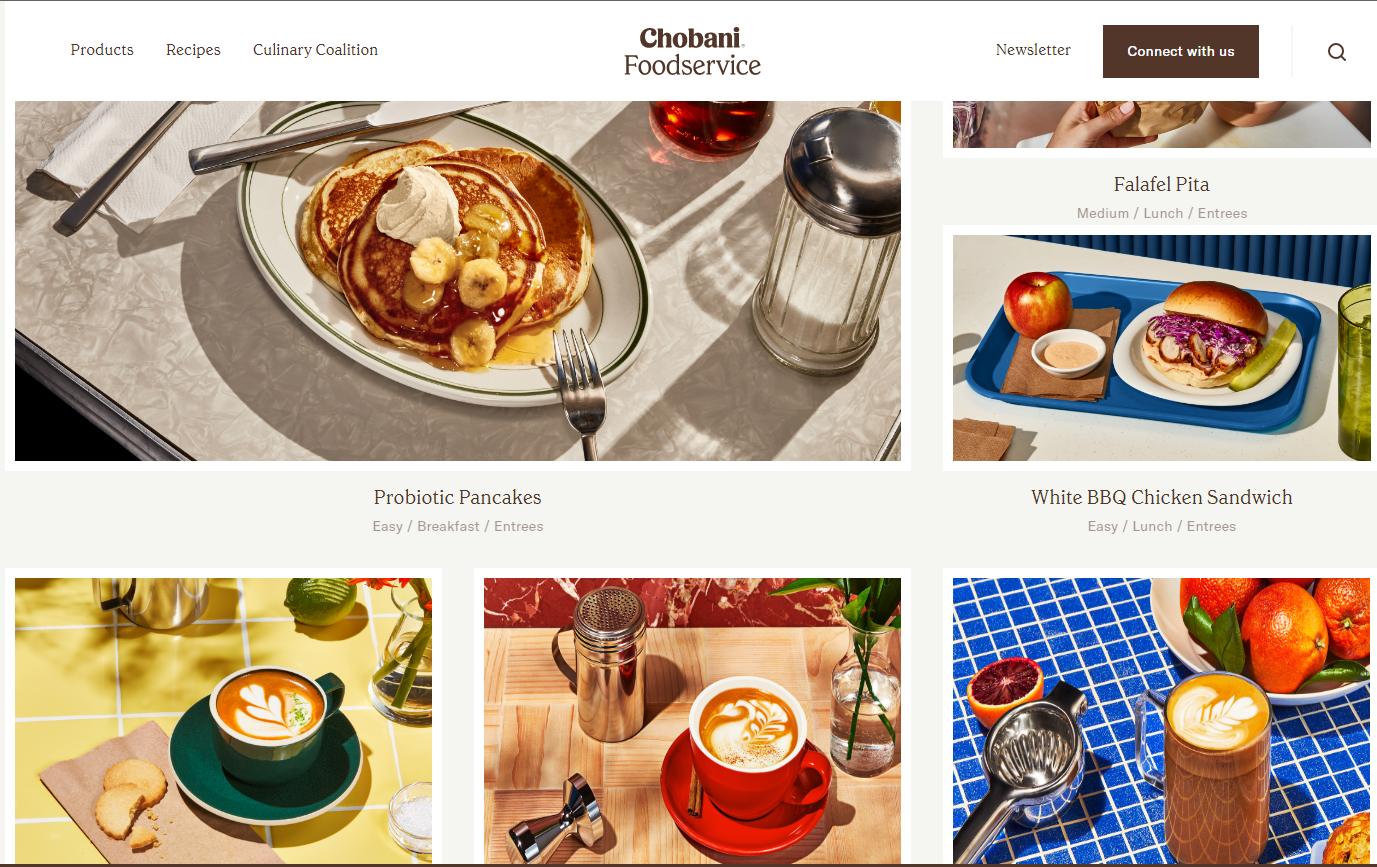 Products
Recipes
Culinary Coalition
Chobani
Foodservice
Newsletter
Connect with us
Falafel Pita
Medium / Lunch / Entrees
Probiotic Pancakes
Easy / Breakfast / Entrees
White BBQ Chicken Sandwich
Easy / Lunch / Entrees